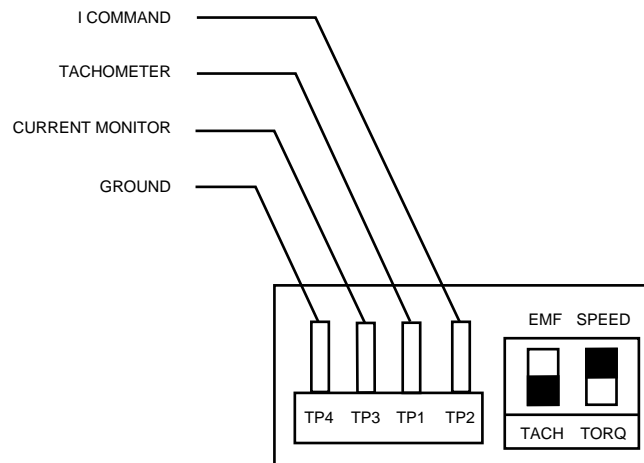 I COMMAND
TACHOMETER
CURRENT MONITOR
GROUND
EMF SPEED
TP4 TP3 TP1 TP2
TACH TORQ